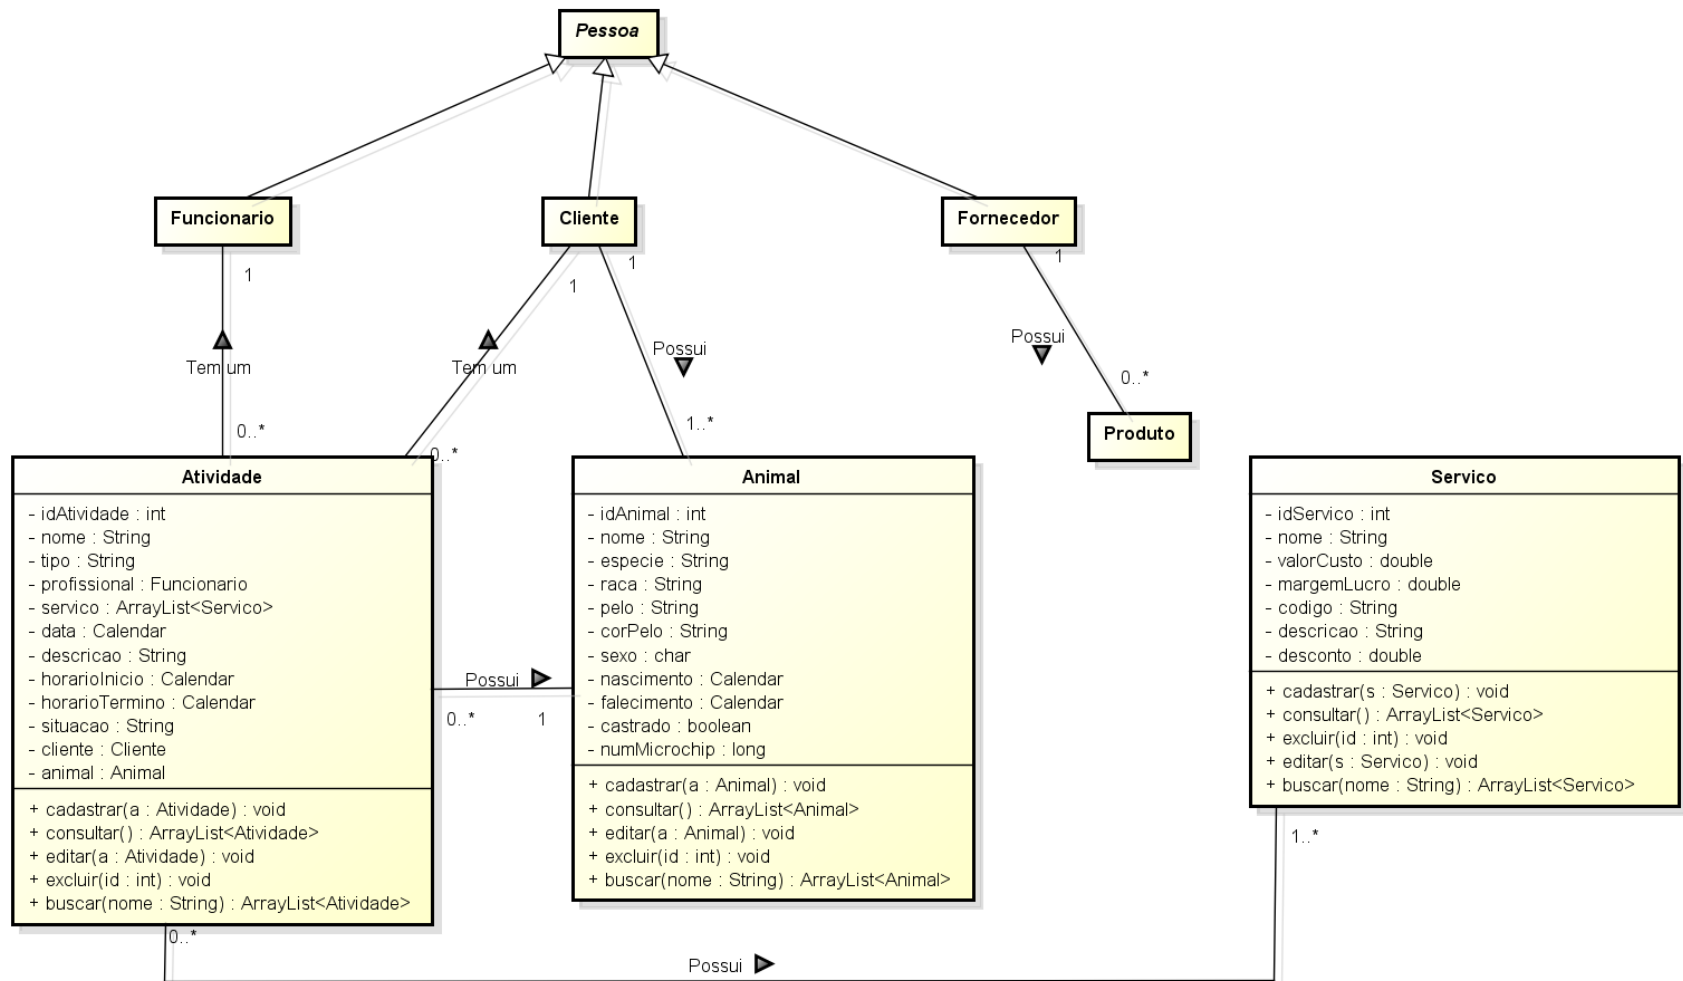 Pessoa
Funcionario
Cliente
Fornecedor
1
1
1
1
Tem um
Tem um
Possui
Possui
0..*
0..*
1..*
0..*
Produto
Atividade
- idAtividade : int
- nome : String
- tipo : String
- profissional : Funcionario
- servico : ArrayList<Servico>
- data : Calendar
- descricao : String
- horarioInicio : Calendar
- horarioTermino : Calendar
- situacao : String
- cliente : Cliente
- animal : Animal
+ cadastrar(a : Atividade) : void
+ consultar() : ArrayList<Atividade>
+ editar(a : Atividade) : void
+ excluir(id : int) : void
+ buscar(nome : String) : ArrayList<Atividade>
Possui
0..*
1
Animal
- idAnimal : int
- nome : String
- especie : String
- raca : String
- pelo : String
- corPelo : String
- sexo : char
- nascimento : Calendar
- falecimento : Calendar
- castrado : boolean
- numMicrochip : long
+ cadastrar(a : Animal) : void
+ consultar() : ArrayList<Animal>
+ editar(a : Animal) : void
+ excluir(id : int) : void
+ buscar(nome : String) : ArrayList<Animal>
Servico
- idServico : int
- nome : String
- valorCusto : double
- margemLucro : double
- codigo : String
- descricao : String
- desconto : double
+ cadastrar(s : Servico) : void
+ consultar() : ArrayList<Servico>
+ excluir(id : int) : void
+ editar(s : Servico) : void
+ buscar(nome : String) : ArrayList<Servico>
1..*
0..*
Possui